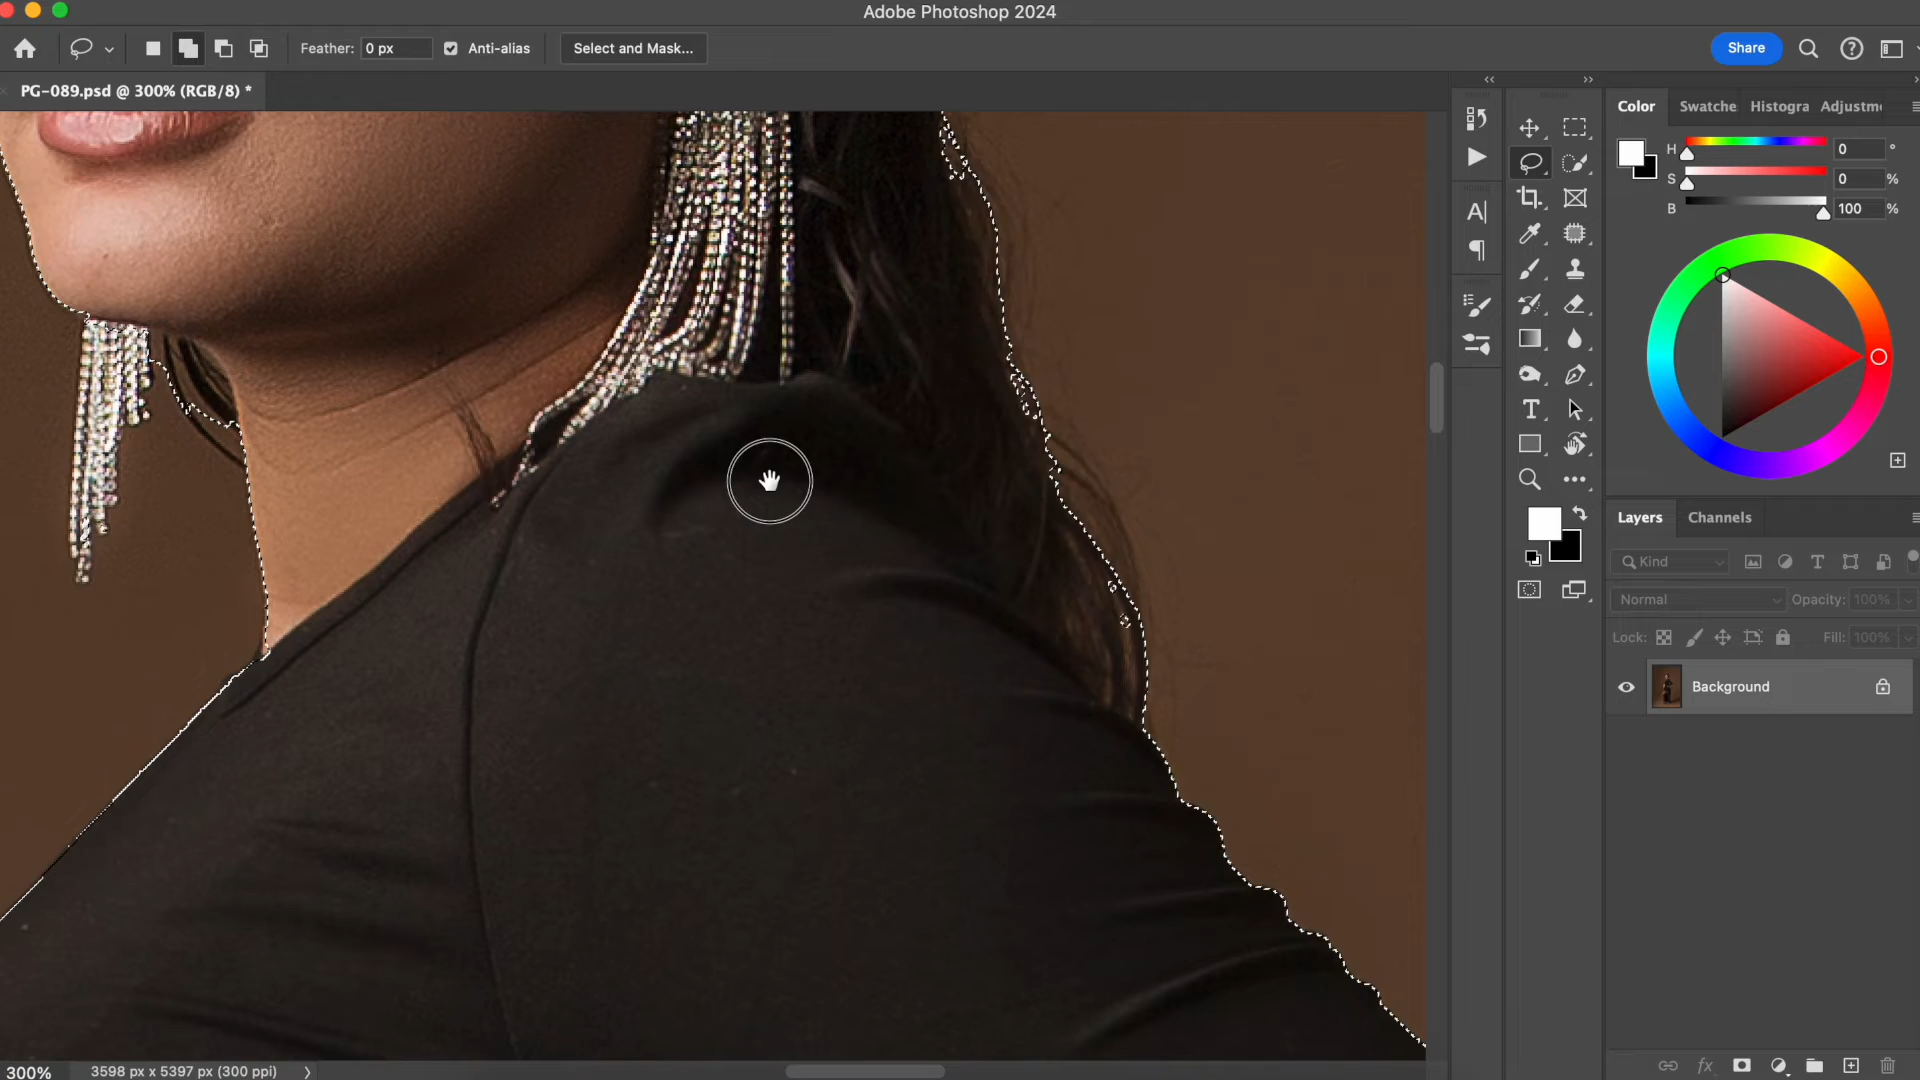 Adobe Photoshop 2024
Feather: 0 px Anti-alias Select and Mask... Share
PG-089.psd @ 300% (RGB/8) *
Color Swatche Histogra Adjustm
H 0 °
S 0 %
B 100 %
Layers Channels
Kind
Normal Opacity: 100%
Lock: Fill: 100%
Background
300% 3598 px x 5397 px (300 ppi)